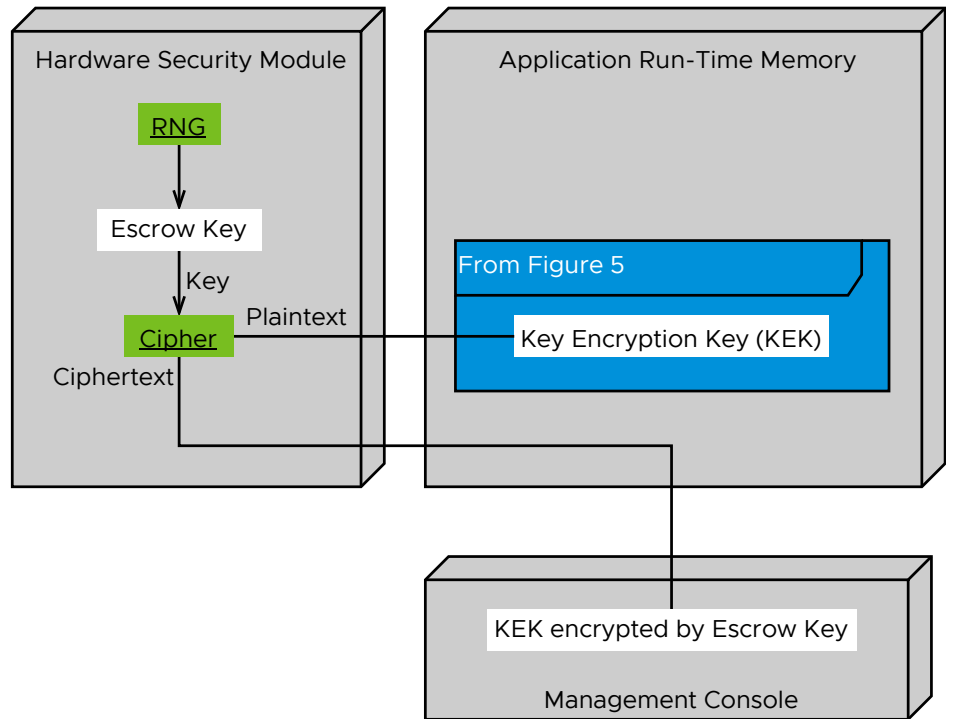 Hardware Security Module
RNG
Escrow Key
Key
Cipher
Plaintext
Ciphertext
Application Run-Time Memory
From Figure 5
Key Encryption Key (KEK)
KEK encrypted by Escrow Key
Management Console